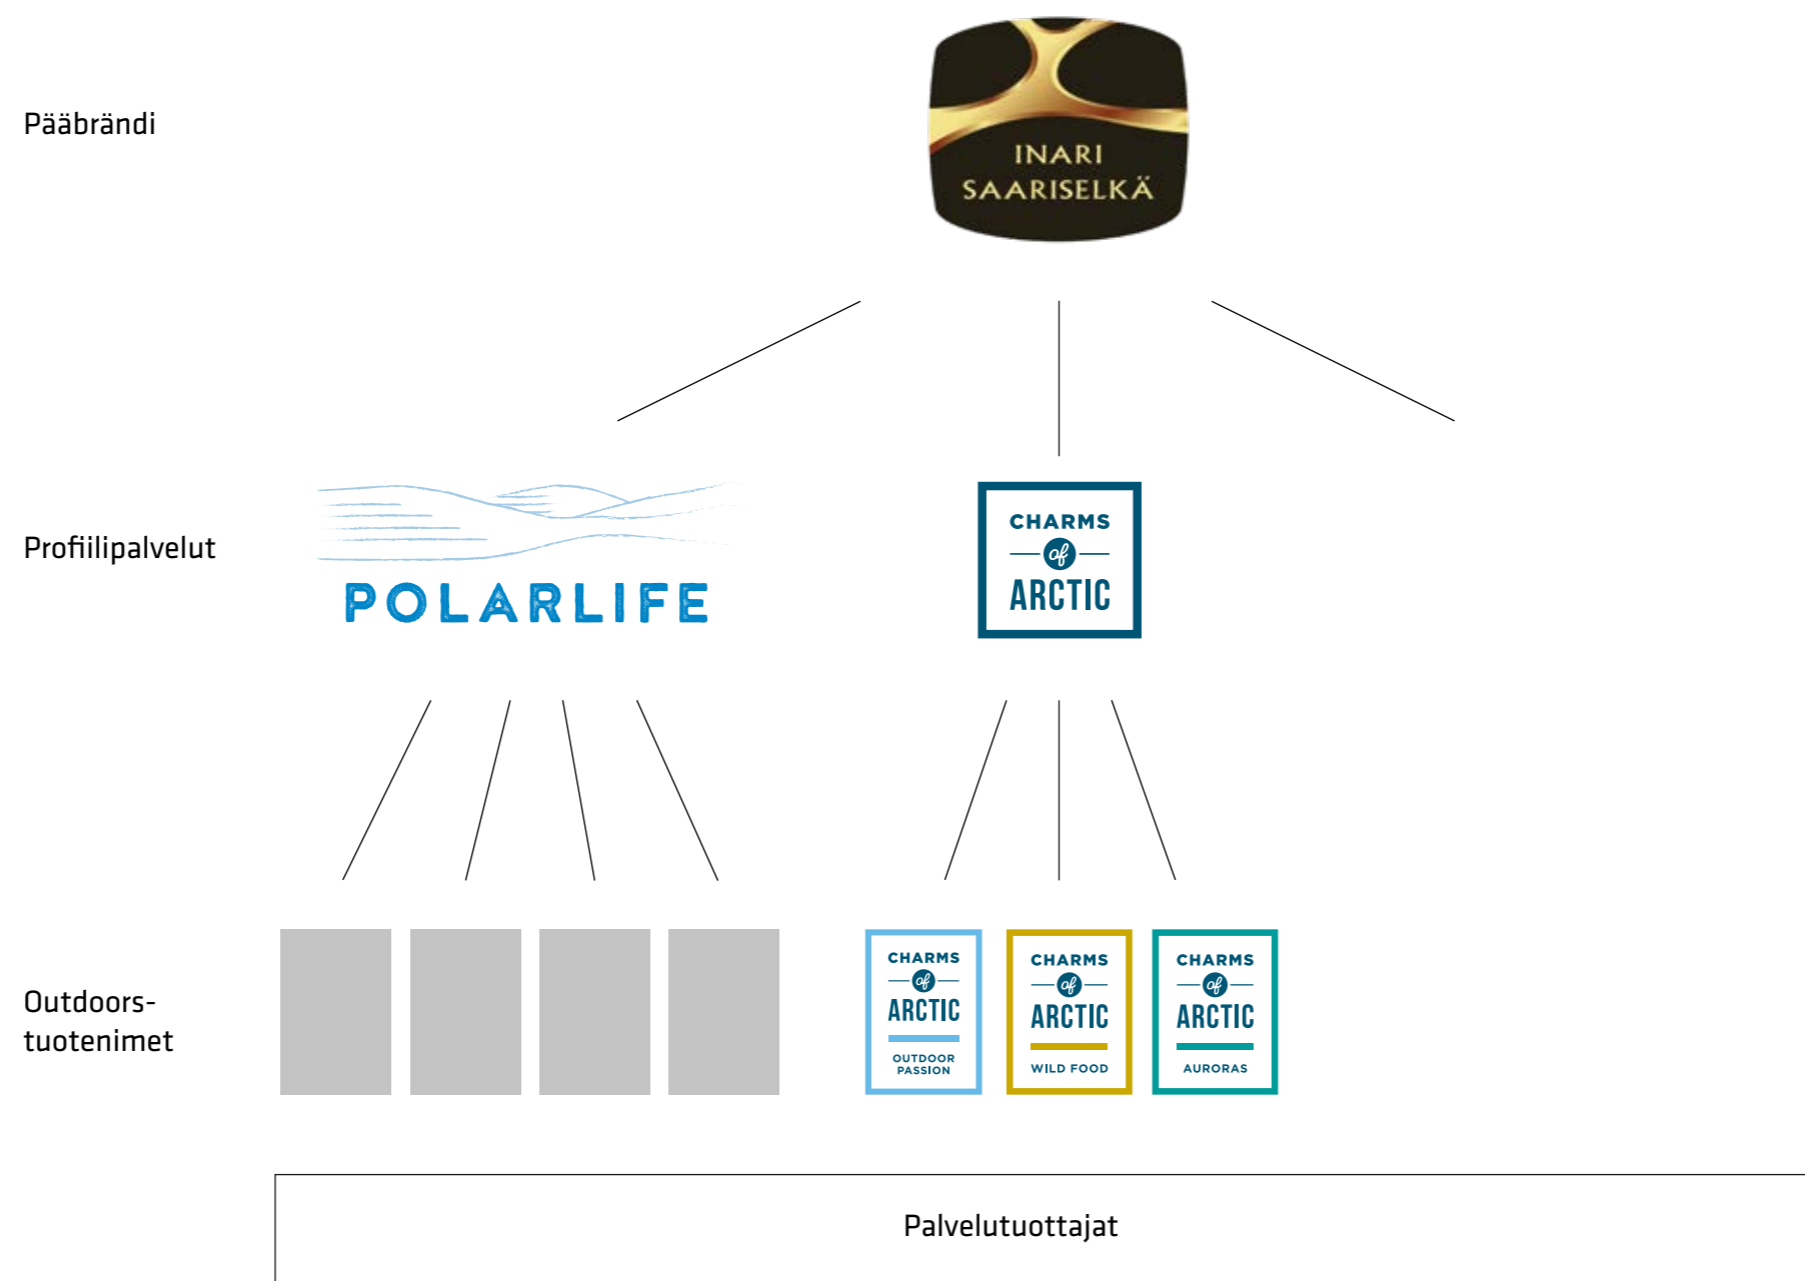 Pääbrändi
INARI
SAARISELKÄ
Profiilipalvelut
POLARLIFE
CHARMS
of
ARCTIC
Outdoors-
tuotenimet
CHARMS
of
ARCTIC
OUTDOOR
PASSION
CHARMS
of
ARCTIC
WILD FOOD
CHARMS
of
ARCTIC
AURORAS
Palvelutuottajat